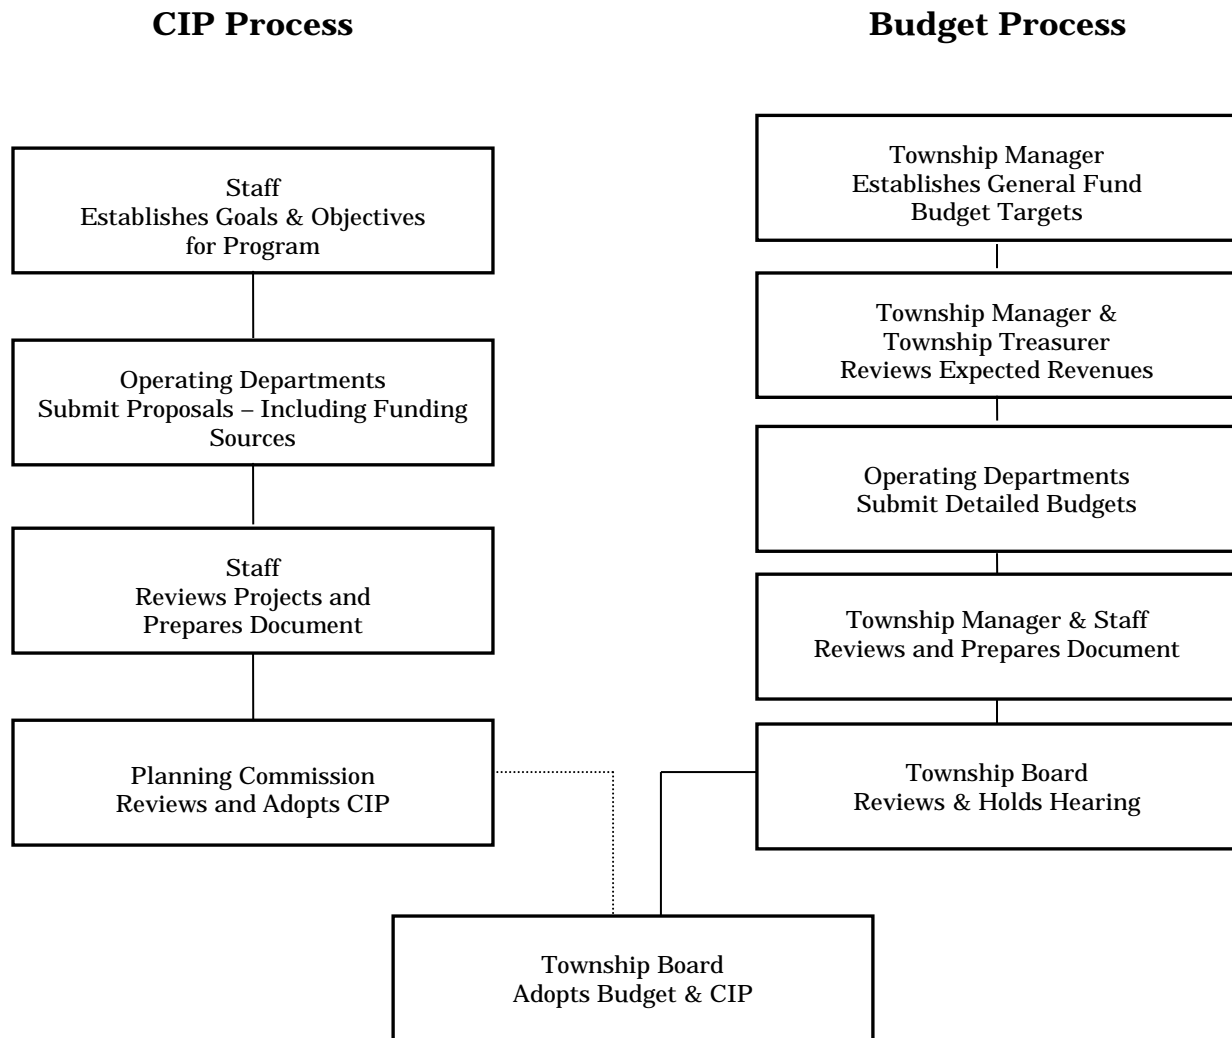 CIP Process
Budget Process
Staff
Establishes Goals & Objectives
for Program
Operating Departments
Submit Proposals – Including Funding
Sources
Staff
Reviews Projects and
Prepares Document
Planning Commission
Reviews and Adopts CIP
Township Manager
Establishes General Fund
Budget Targets
Township Manager &
Township Treasurer
Reviews Expected Revenues
Operating Departments
Submit Detailed Budgets
Township Manager & Staff
Reviews and Prepares Document
Township Board
Reviews & Holds Hearing
Township Board
Adopts Budget & CIP